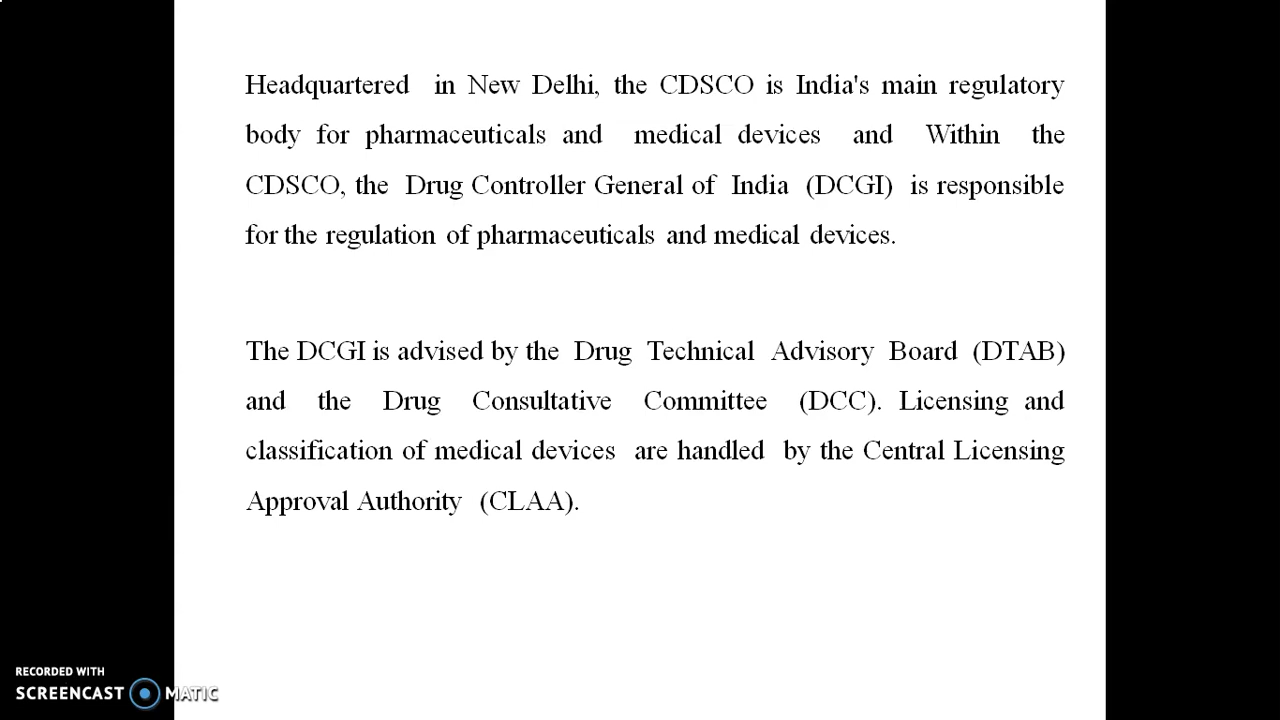 Headquartered in New Delhi, the CDSCO is India's main regulatory
body for pharmaceuticals and medical devices and Within the
CDSCO, the Drug Controller General of India (DCGI) is responsible
for the regulation of pharmaceuticals and medical devices.
The DCGI is advised by the Drug Technical Advisory Board (DTAB)
and the Drug Consultative Committee (DCC). Licensing and
classification of medical devices are handled by the Central Licensing
Approval Authority (CLAA).
RECORDED WITH
SCREENCAST MATIC